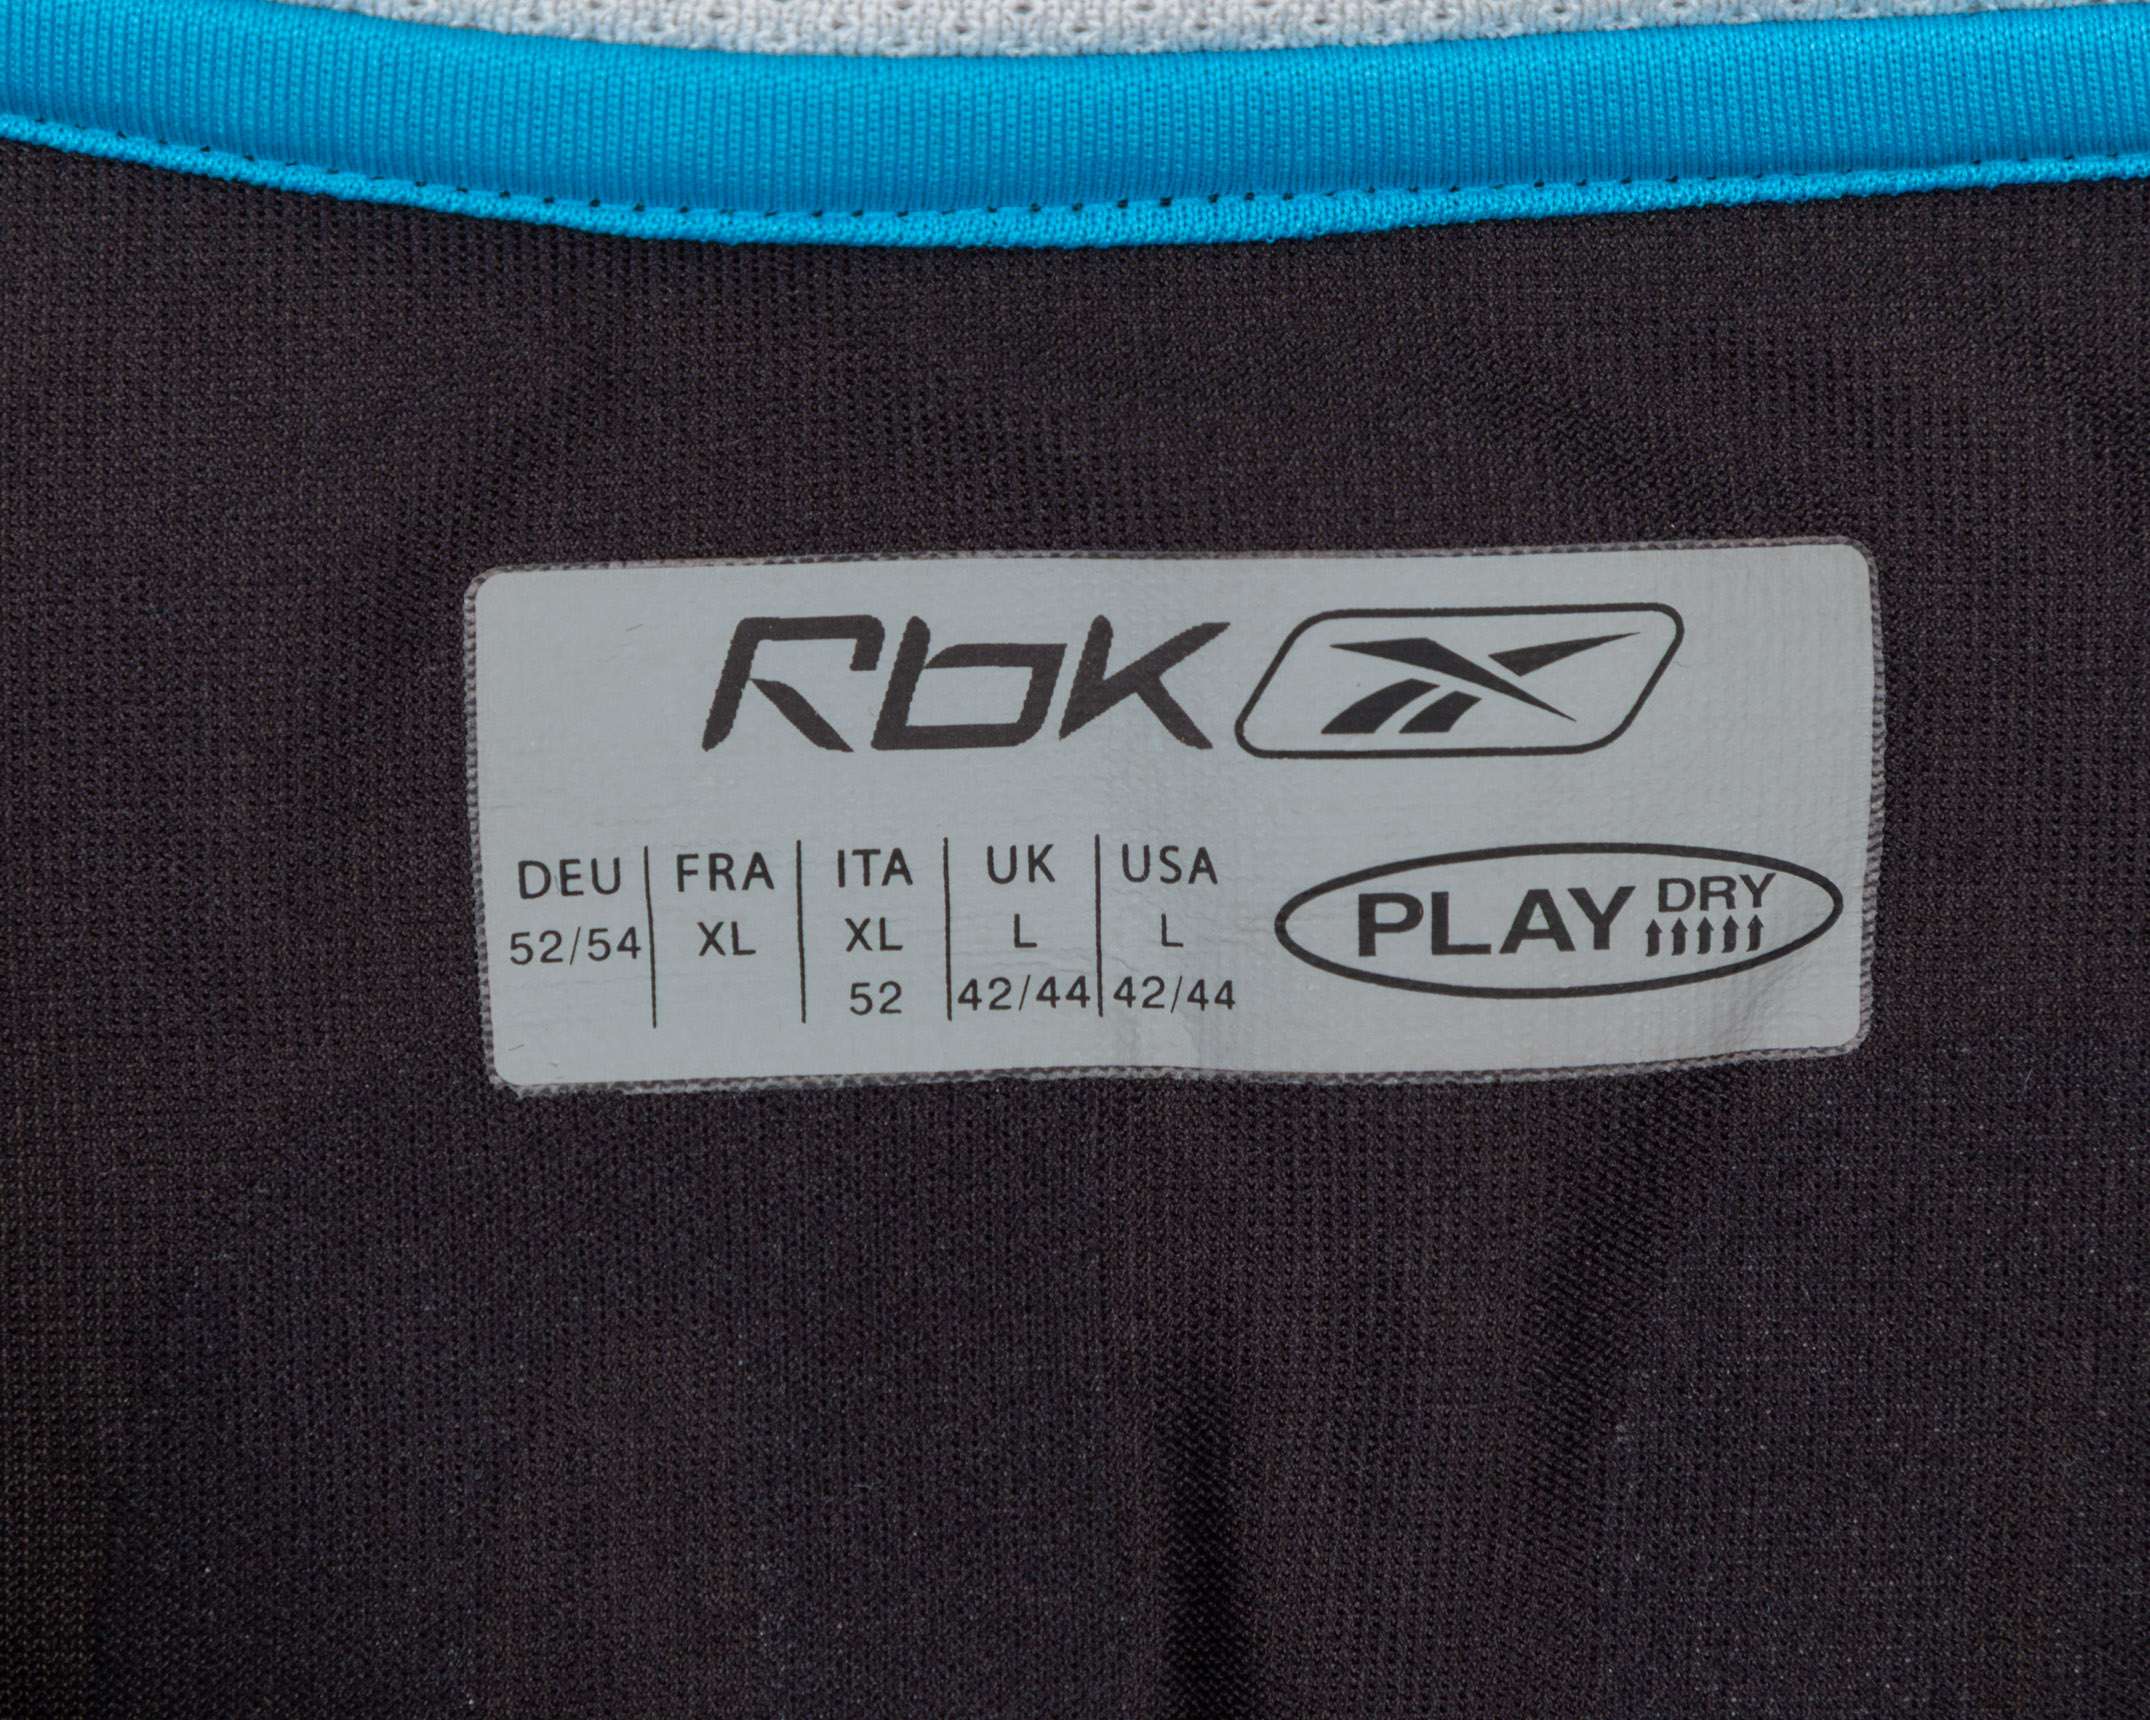 Rbk
DEU FRA ITA UK USA
52/54 XL XL L L
52 42/44 42/44
PLAY DRY